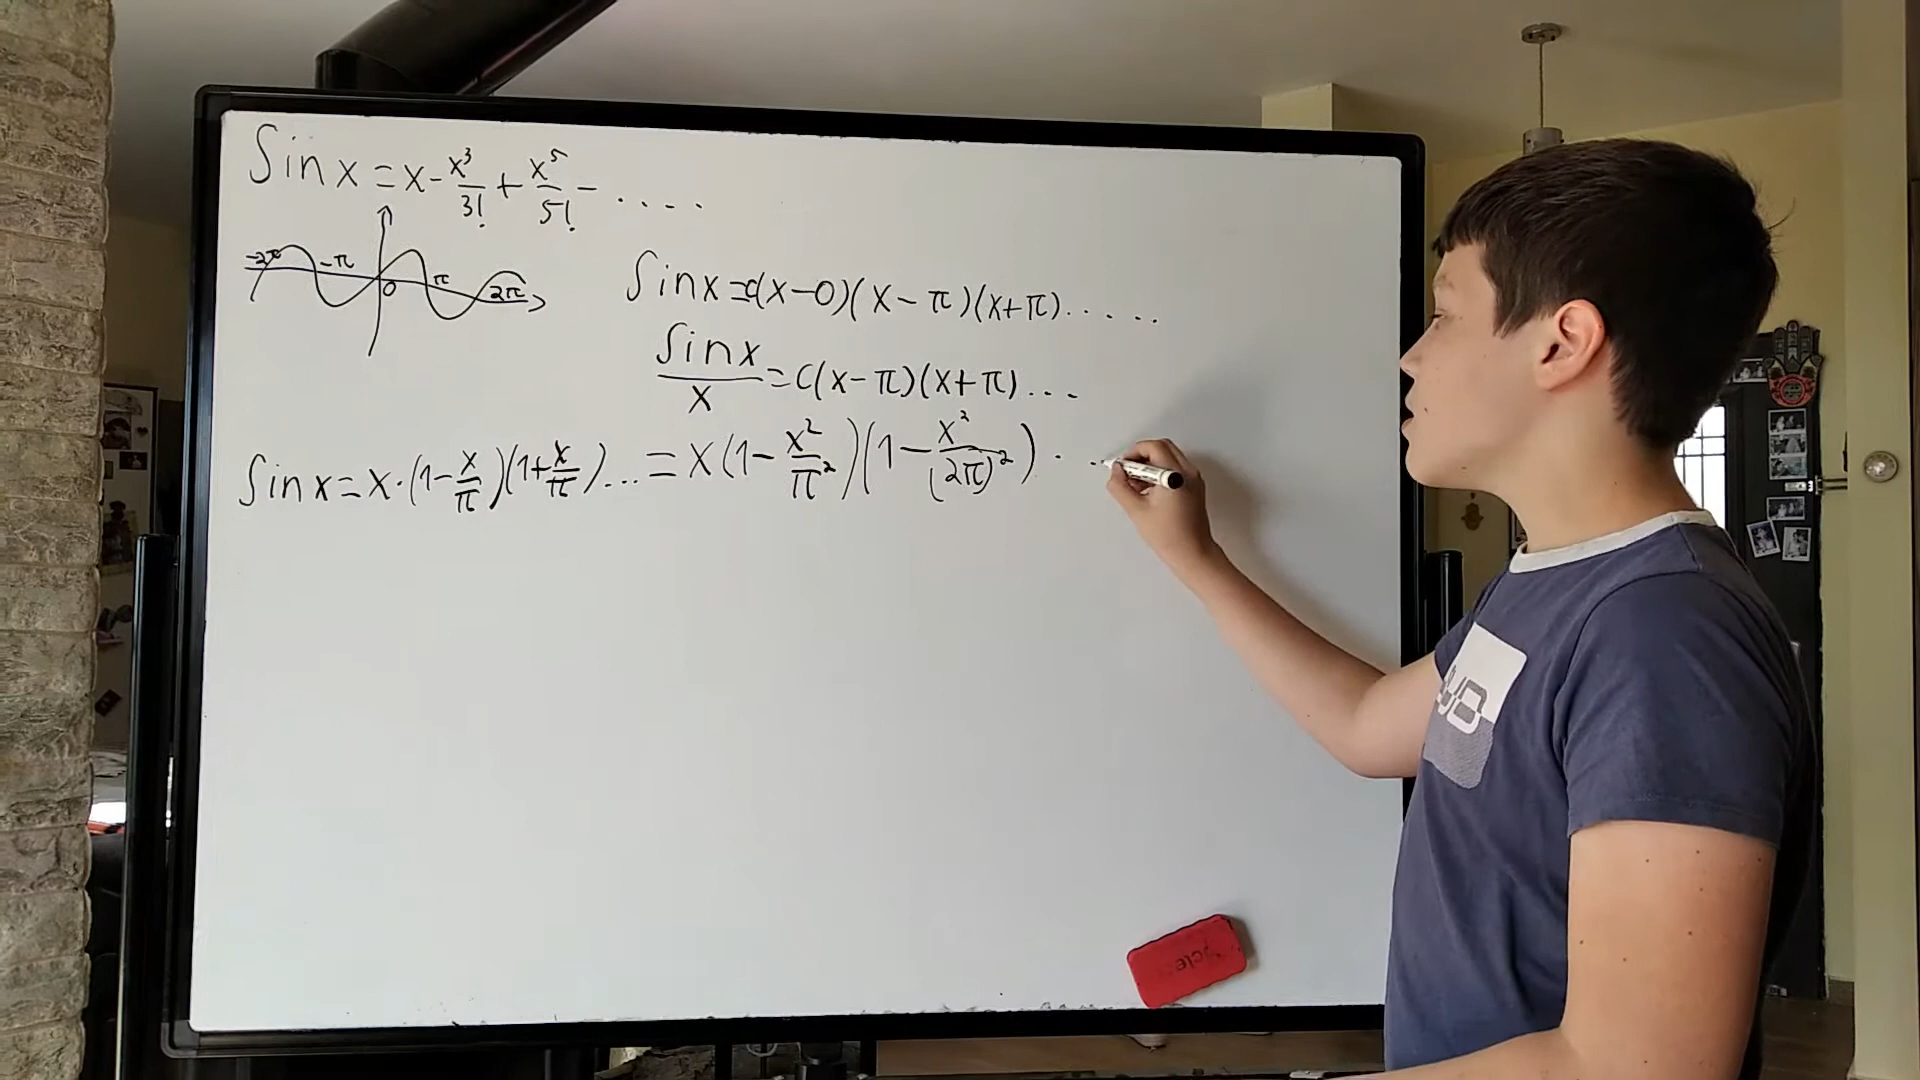 Sin x = x - x³/3! + x⁵/5! - ....
-2π -π 0 π 2π
Sin x = c(x-0)(x-π)(x+π).....
Sin x/x = c(x-π)(x+π)...
Sin x = x·(1-x/π)(1+x/π)... = x(1-x²/π²)(1-x²/(2π)²)...